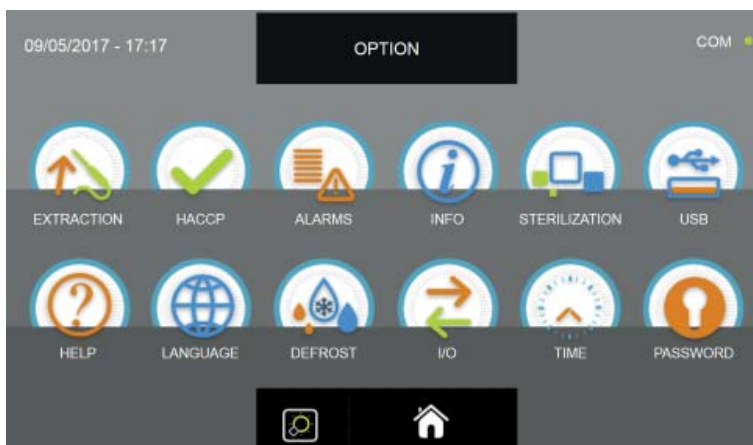 09/05/2017 - 17:17
OPTION
COM
EXTRACTION HACCP ALARMS INFO STERILIZATION USB
HELP LANGUAGE DEFROST I/O TIME PASSWORD